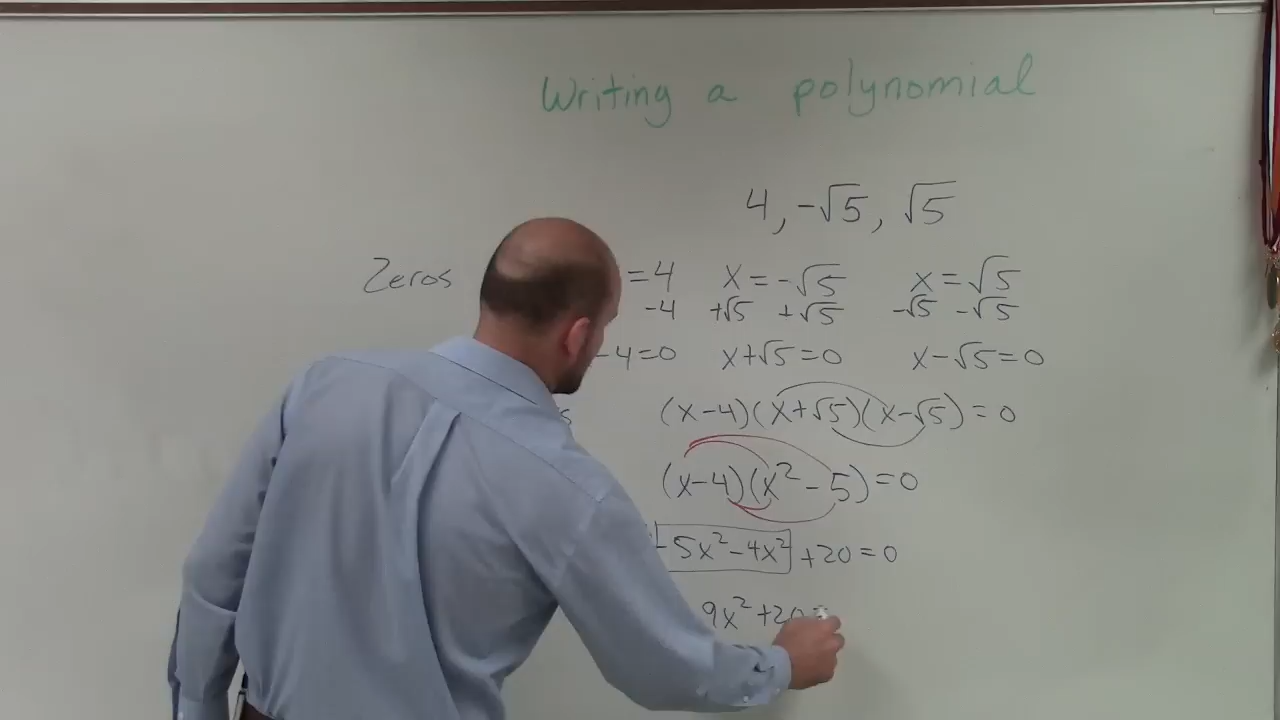 Writing a polynomial
4, -√5, √5
Zeros =4 x=-√5 x=√5
-4 +√5 +√5 -√5 -√5
-4=0 x+√5=0 x-√5=0
(x-4)(x+√5)(x-√5)=0
(x-4)(x²-5)=0
-5x²-4x²+20=0
9x²+20=